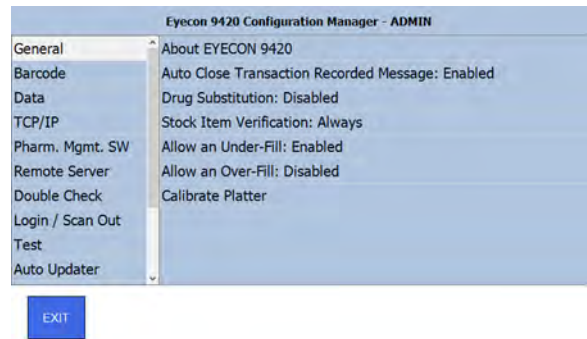 Eyecon 9420 Configuration Manager - ADMIN
General
Barcode
Data
TCP/IP
Pharm. Mgmt. SW
Remote Server
Double Check
Login / Scan Out
Test
Auto Updater
About EYECON 9420
Auto Close Transaction Recorded Message: Enabled
Drug Substitution: Disabled
Stock Item Verification: Always
Allow an Under-Fill: Enabled
Allow an Over-Fill: Disabled
Calibrate Platter
EXIT